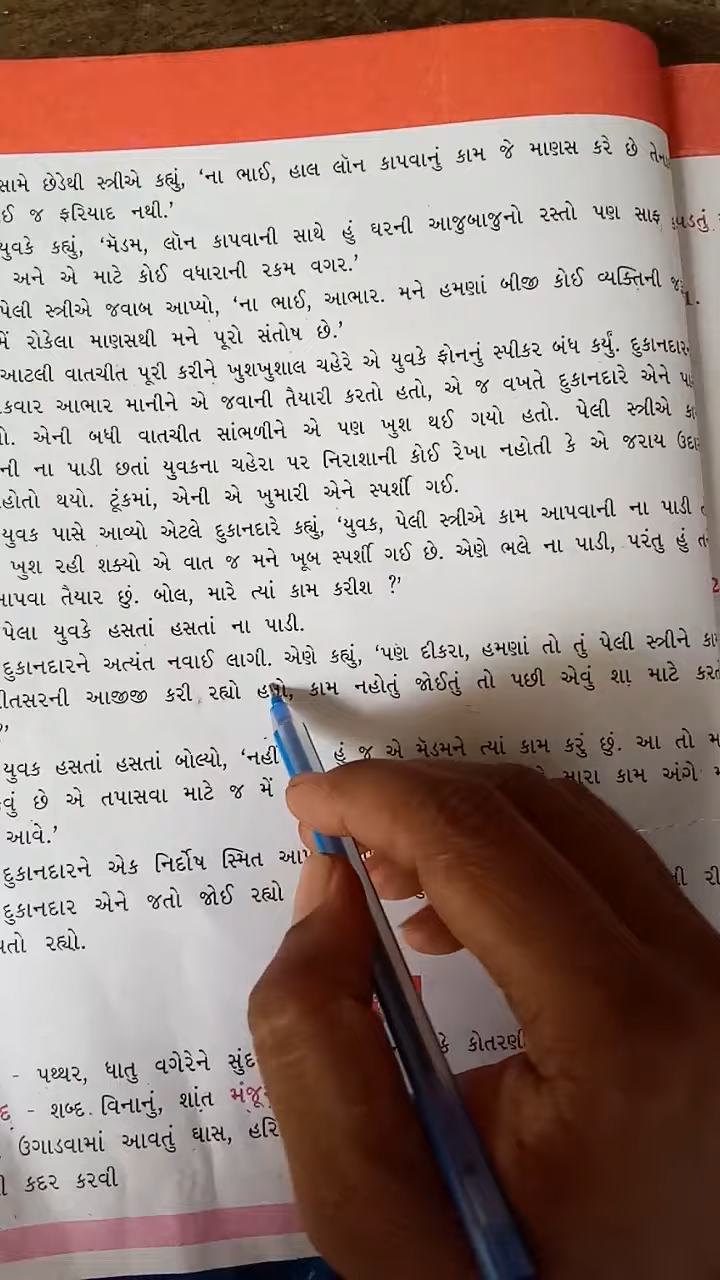 સામે છેડેથી સ્ત્રીએ કહ્યું, ‘ના ભાઈ, હાલ લૉન કાપવાનું કામ જે માણસ કરે છે
જ ફરિયાદ નથી.’
યુવકે કહ્યું, ‘મૅડમ, લૉન કાપવાની સાથે હું ઘરની આજુબાજુનો રસ્તો પણ સાફ
અને એ માટે કોઈ વધારાની રકમ વગર.’
પેલી સ્ત્રીએ જવાબ આપ્યો, ‘ના ભાઈ, આભાર. મને હમણાં બીજી કોઈ વ્યક્તિની
મેં રોકેલા માણસથી મને પૂરો સંતોષ છે.’
આટલી વાતચીત પૂરી કરીને ખુશખુશાલ ચહેરે એ યુવકે ફોનનું સ્પીકર બંધ કર્યું.
આભાર માનીને એ જવાની તૈયારી કરતો હતો, એ જ વખતે દુકાનદારે એને
એની બધી વાતચીત સાંભળીને એ પણ ખુશ થઈ ગયો હતો. પેલી સ્ત્રીએ
ના પાડી છતાં યુવકના ચહેરા પર નિરાશાની કોઈ રેખા નહોતી કે એ જરાય
થયો. ટૂંકમાં, એની એ ખુમારી એને સ્પર્શી ગઈ.
યુવક પાસે આવ્યો એટલે દુકાનદારે કહ્યું, ‘યુવક, પેલી સ્ત્રીએ કામ આપવાની ના પાડી
ખુશ રહી શક્યો એ વાત જ મને ખૂબ સ્પર્શી ગઈ છે. એણે ભલે ના પાડી, પરંતુ હું
તૈયાર છું. બોલ, મારે ત્યાં કામ કરીશ ?’
પેલા યુવકે હસતાં હસતાં ના પાડી.
દુકાનદારને અત્યંત નવાઈ લાગી. એણે કહ્યું, ‘પણ દીકરા, હમણાં તો તું પેલી સ્ત્રીને
આજીજી કરી રહ્યો હતો, કામ નહોતું જોઈતું તો પછી એવું શા માટે
યુવક હસતાં હસતાં બોલ્યો, ‘નહીં હું જ એ મૅડમને ત્યાં કામ કરું છું. આ તો
છે એ તપાસવા માટે જ મેં મારા કામ અંગે
આવે.’
દુકાનદારને એક નિર્દોષ સ્મિત
દુકાનદાર એને જતો જોઈ રહ્યો
રહ્યો.
- પથ્થર, ધાતુ વગેરેને કે કોતરણી
- શબ્દ વિનાનું, શાંત
ઉગાડવામાં આવતું ઘાસ,
કદર કરવી